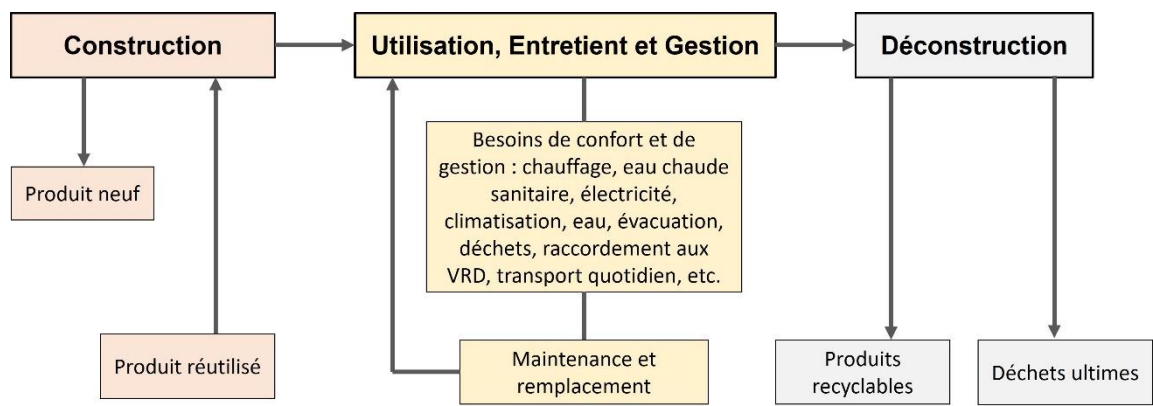 Construction
Utilisation, Entretient et Gestion
Déconstruction
Besoins de confort et de
gestion : chauffage, eau chaude
sanitaire, électricité,
climatisation, eau, évacuation,
déchets, raccordement aux
VRD, transport quotidien, etc.
Produit neuf
Produit réutilisé
Maintenance et
remplacement
Produits
recyclables
Déchets ultimes